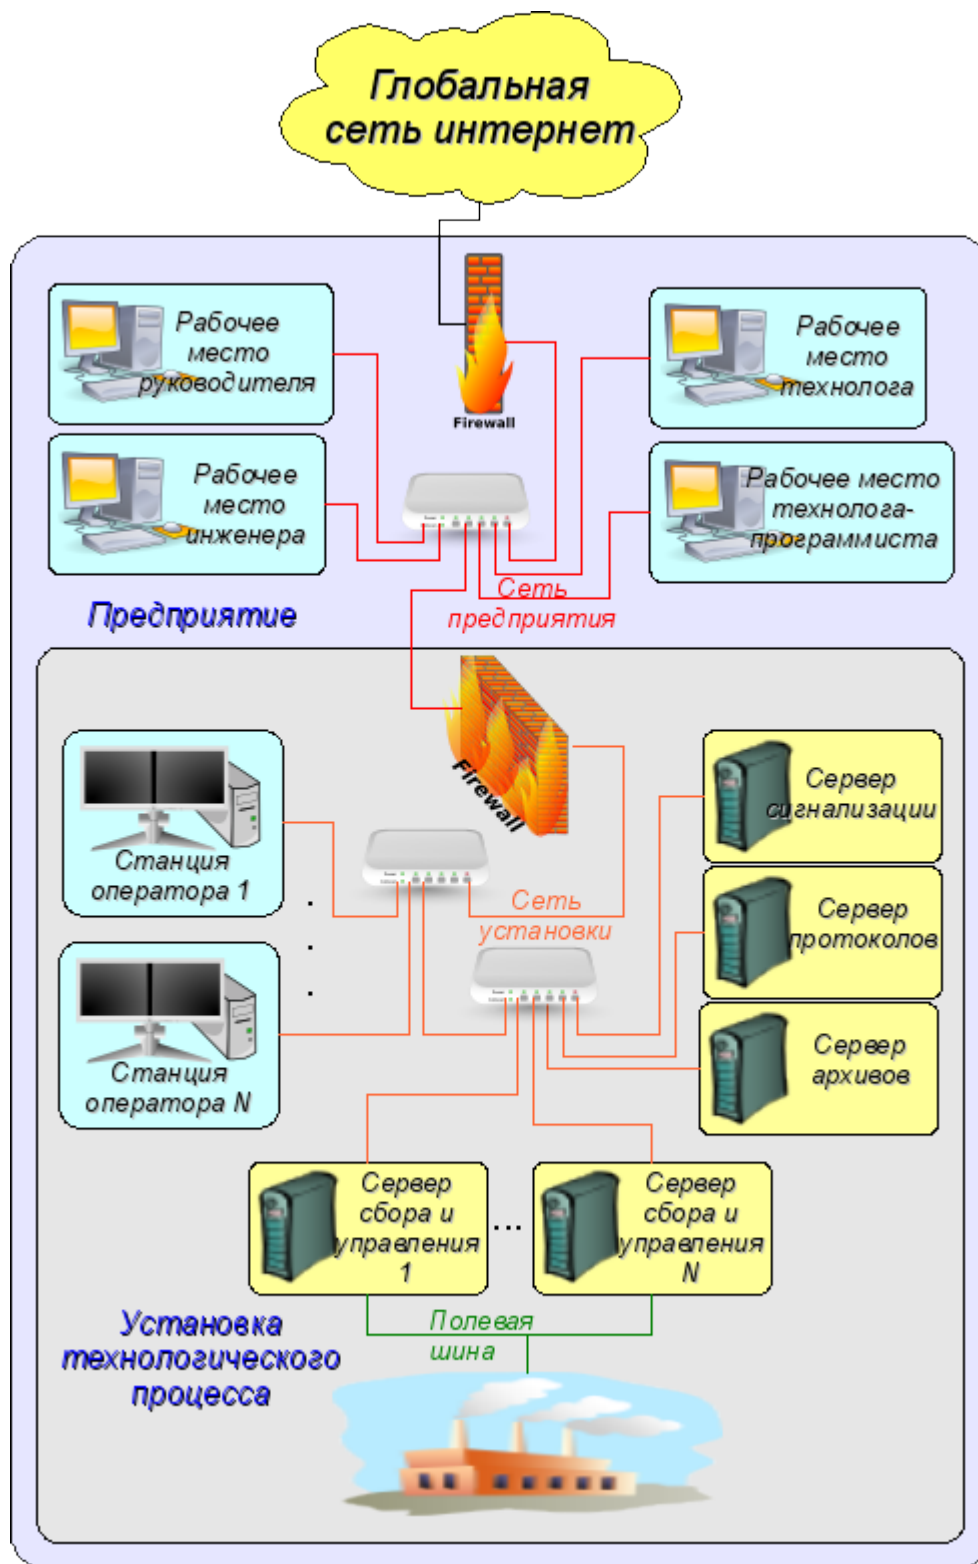 Глобальная
сеть интернет
Рабочее
место
руководителя
Firewall
Рабочее
место
технолога
Рабочее
место
инженера
Рабочее место
технолога-
программиста
Сеть
предприятия
Предприятие
Firewall
Станция
оператора 1
Сервер
сигнализации
Сеть
установки
Сервер
протоколов
Станция
оператора N
Сервер
архивов
Сервер
сбора и
управления
1
...
Сервер
сбора и
управления
N
Полевая
шина
Установка
технологического
процесса